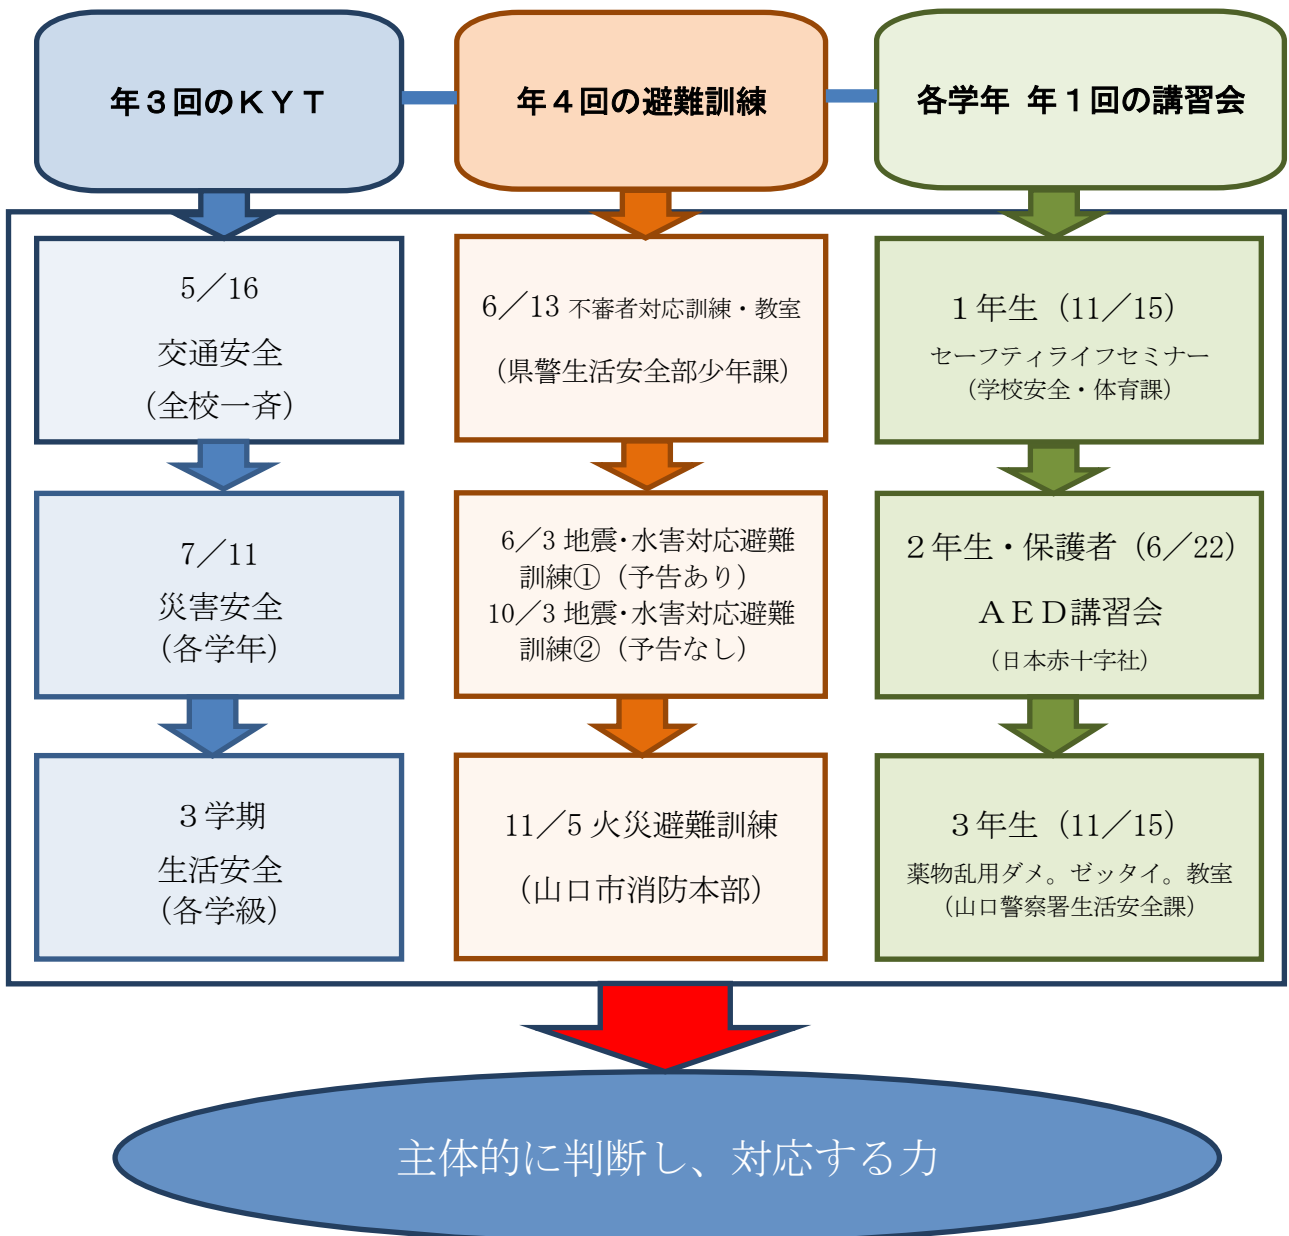 年３回のＫＹＴ
年４回の避難訓練
各学年 年１回の講習会
5／16
交通安全
（全校一斉）
7／11
災害安全
（各学年）
３学期
生活安全
（各学級）
6／13 不審者対応訓練・教室
（県警生活安全部少年課）
6／3 地震・水害対応避難
訓練①（予告あり）
10／3 地震・水害対応避難
訓練②（予告なし）
11／5 火災避難訓練
（山口市消防本部）
１年生（11／15）
セーフティライフセミナー
（学校安全・体育課）
２年生・保護者（6／22）
ＡＥＤ講習会
（日本赤十字社）
３年生（11／15）
薬物乱用ダメ。ゼッタイ。教室
（山口警察署生活安全課）
主体的に判断し、対応する力